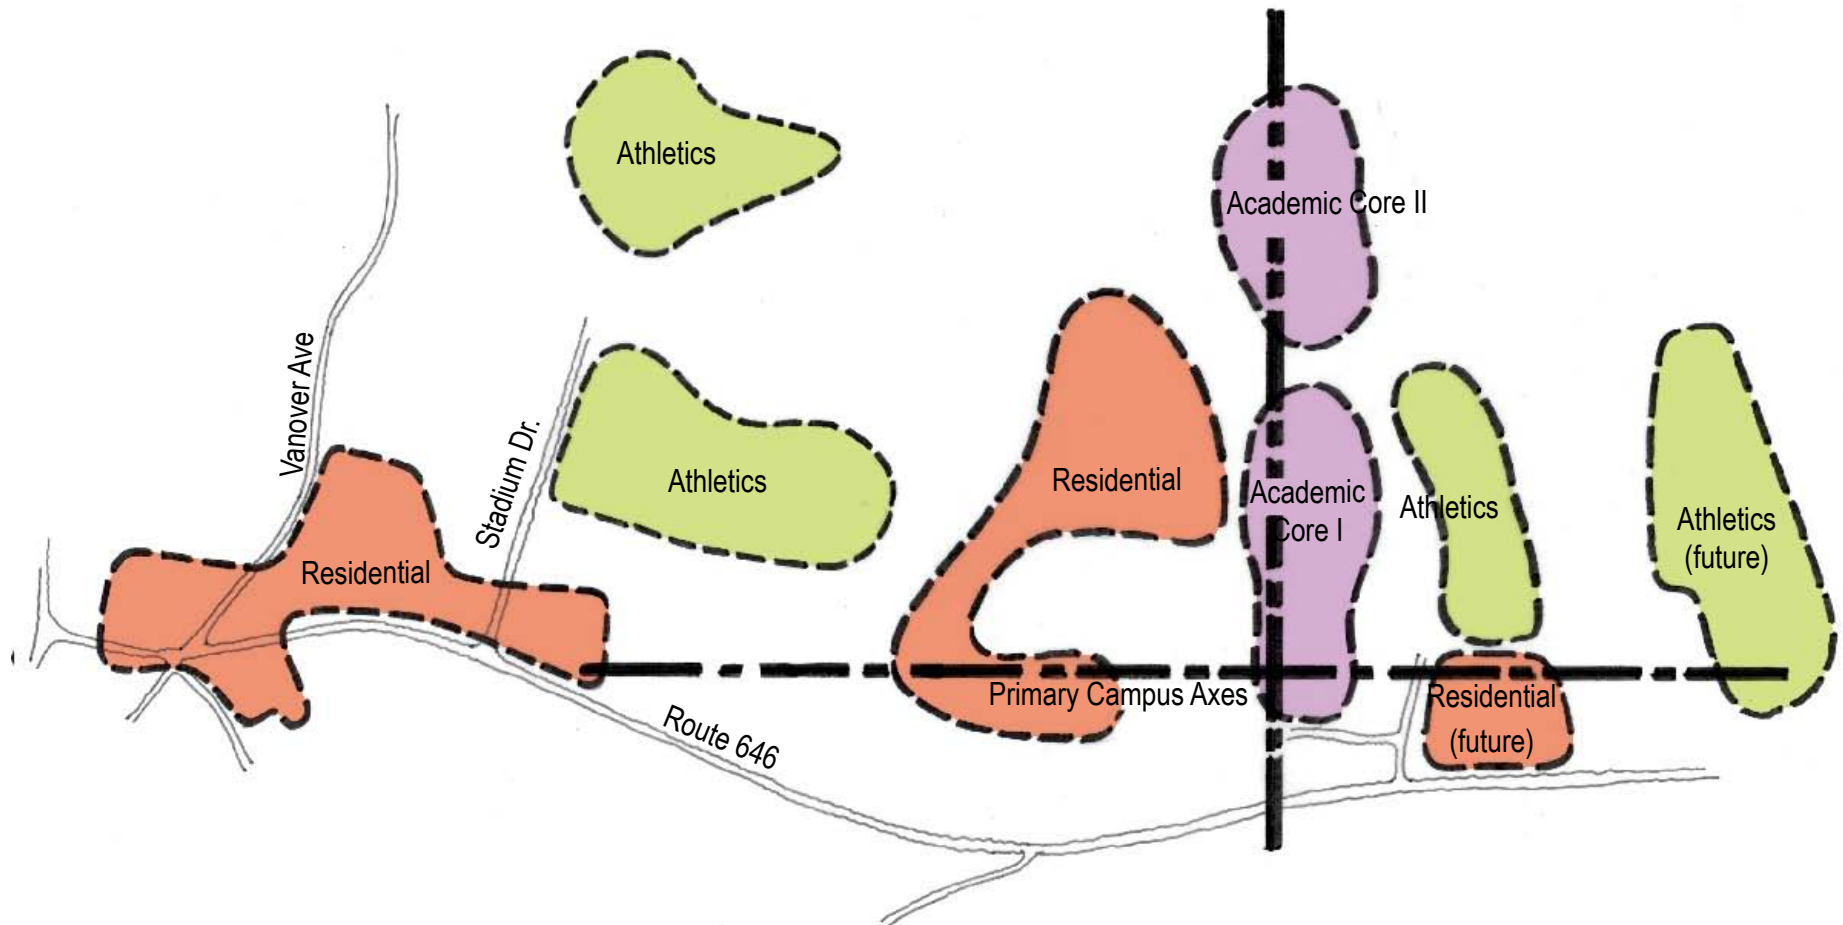 Athletics
Academic Core II
Vanover Ave
Stadium Dr.
Athletics
Residential
Academic
Core I
Athletics
Athletics
(future)
Residential
Primary Campus Axes
Residential
(future)
Route 646